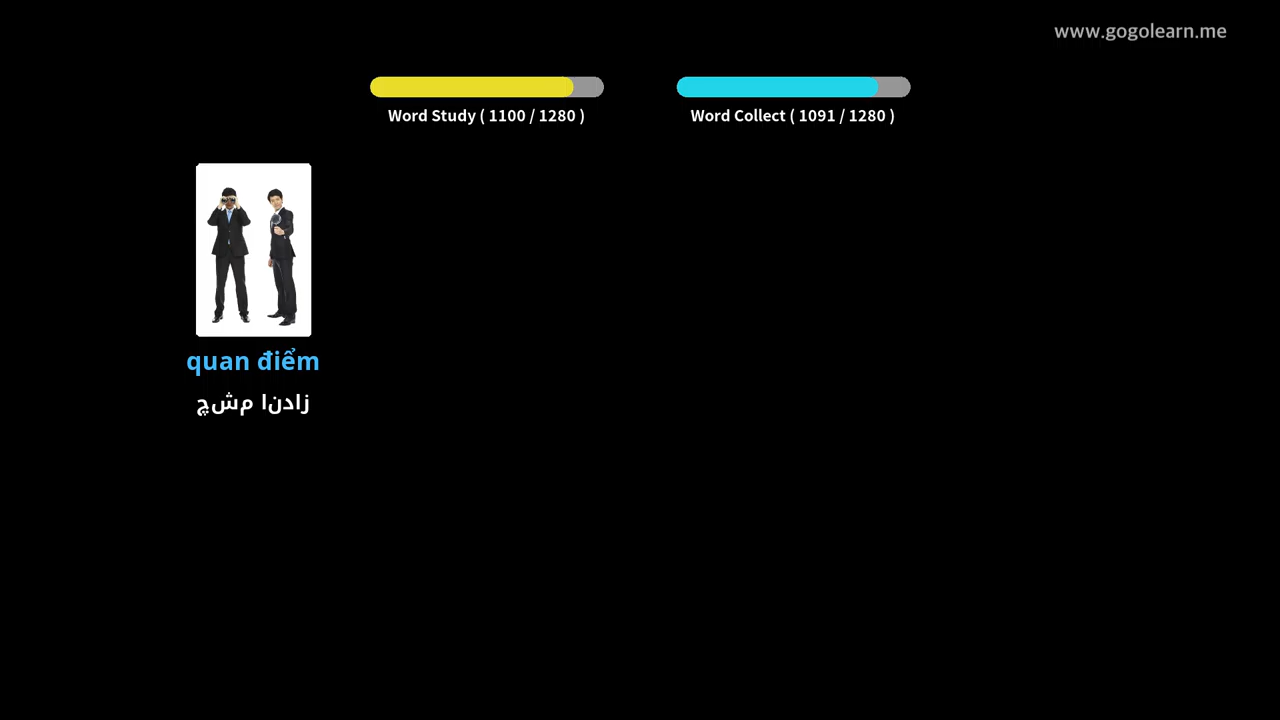 www.gogolearn.me
Word Study ( 1100 / 1280 )
Word Collect ( 1091 / 1280 )
quan điểm
چشم انداز